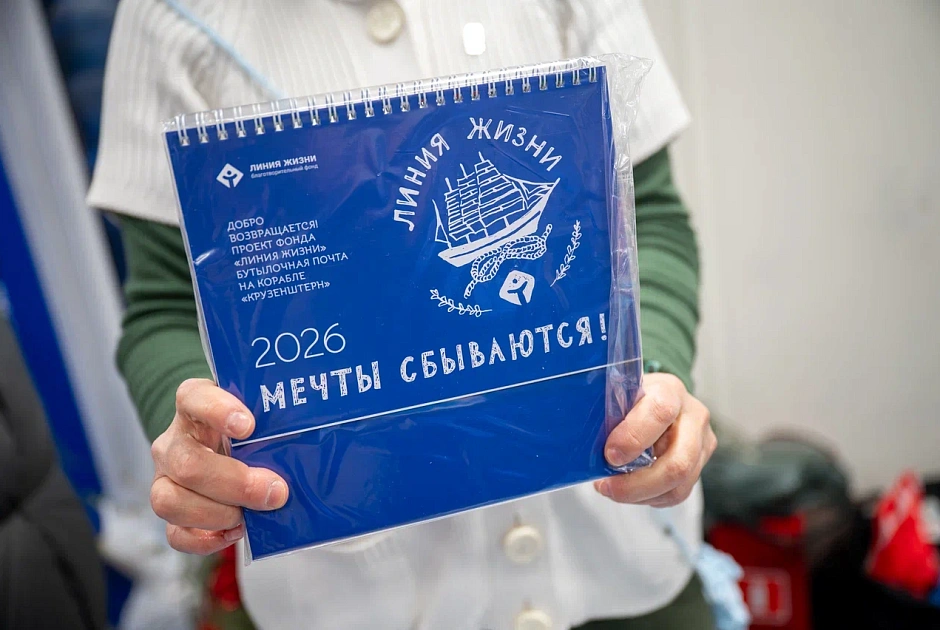 ЛИНИЯ ЖИЗНИ
благотворительный фонд
ЛИНИЯ ЖИЗНИ
ДОБРО
ВОЗВРАЩАЕТСЯ!
ПРОЕКТ ФОНДА
«ЛИНИЯ ЖИЗНИ»
БУТЫЛОЧНАЯ ПОЧТА
НА КОРАБЛЕ
«КРУЗЕНШТЕРН»
2026
МЕЧТЫ СБЫВАЮТСЯ!